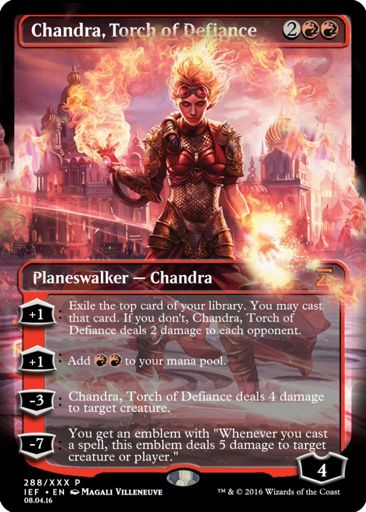 Chandra, Torch of Defiance 2
Planeswalker — Chandra
+1: Exile the top card of your library. You may cast
that card. If you don't, Chandra, Torch of
Defiance deals 2 damage to each opponent.
+1: Add to your mana pool.
-3: Chandra, Torch of Defiance deals 4 damage
to target creature.
-7: You get an emblem with "Whenever you cast
a spell, this emblem deals 5 damage to target
creature or player."
4
288/XXX P
IEF • EN Magali Villeneuve
08.04.16
™ & © 2016 Wizards of the Coast